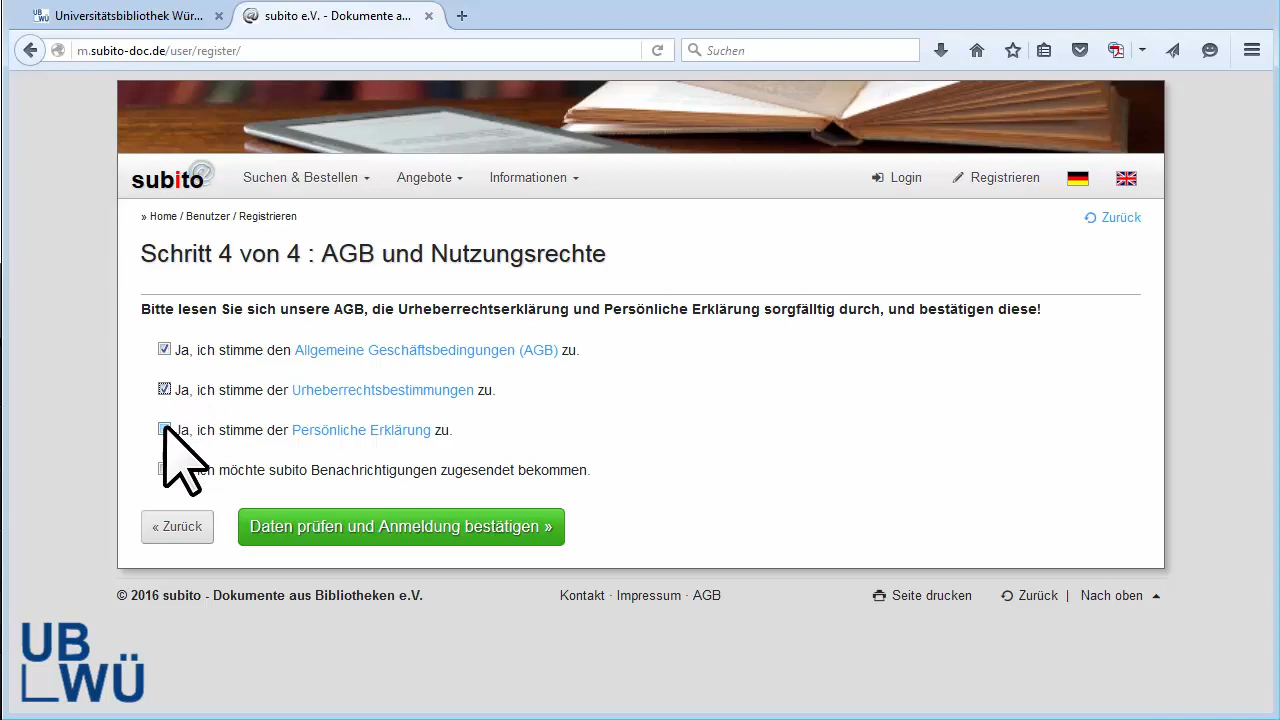 Universitätsbibliothek Wür...
subito e.V. - Dokumente a...
m.subito-doc.de/user/register/
Suchen
subito
Suchen & Bestellen
Angebote
Informationen
Login
Registrieren
» Home / Benutzer / Registrieren
Zurück
Schritt 4 von 4 : AGB und Nutzungsrechte
Bitte lesen Sie sich unsere AGB, die Urheberrechtserklärung und Persönliche Erklärung sorgfälltig durch, und bestätigen diese!
Ja, ich stimme den Allgemeine Geschäftsbedingungen (AGB) zu.
Ja, ich stimme der Urheberrechtsbestimmungen zu.
Ja, ich stimme der Persönliche Erklärung zu.
möchte subito Benachrichtigungen zugesendet bekommen.
« Zurück
Daten prüfen und Anmeldung bestätigen »
© 2016 subito - Dokumente aus Bibliotheken e.V.
Kontakt · Impressum · AGB
Seite drucken
Zurück |
Nach oben
UB
WÜ